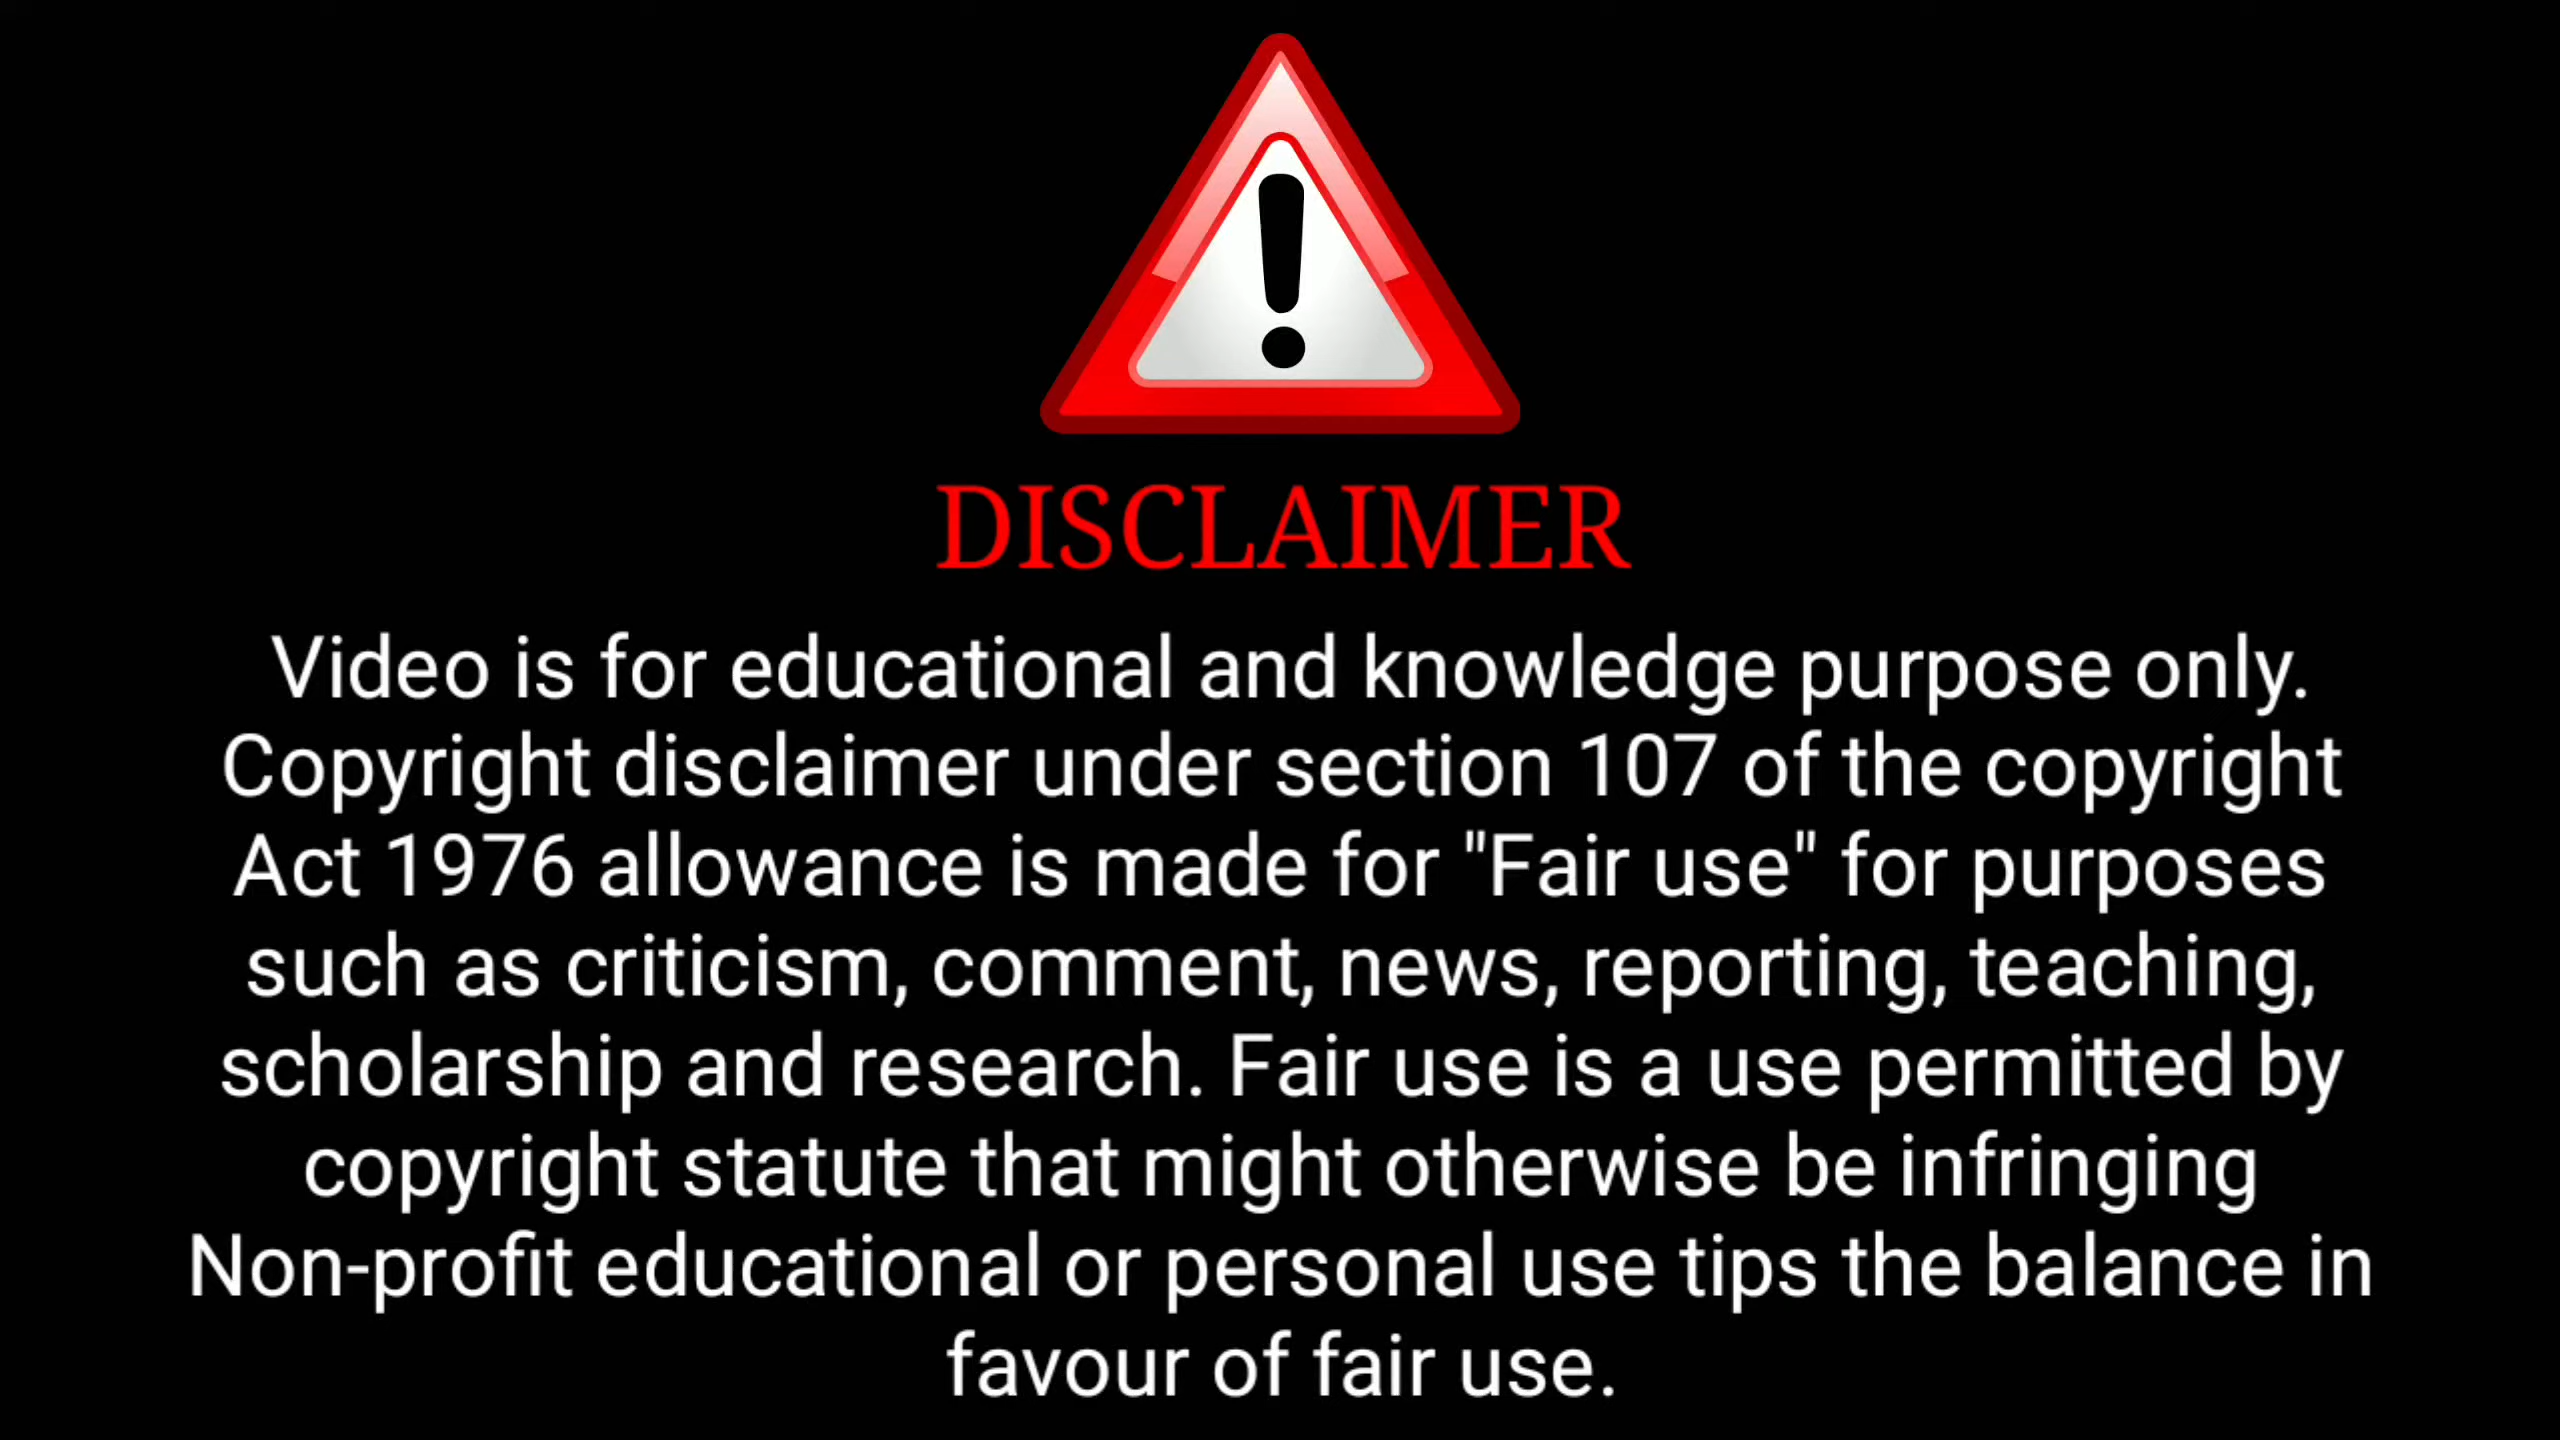 DISCLAIMER
Video is for educational and knowledge purpose only.
Copyright disclaimer under section 107 of the copyright
Act 1976 allowance is made for "Fair use" for purposes
such as criticism, comment, news, reporting, teaching,
scholarship and research. Fair use is a use permitted by
copyright statute that might otherwise be infringing
Non-profit educational or personal use tips the balance in
favour of fair use.